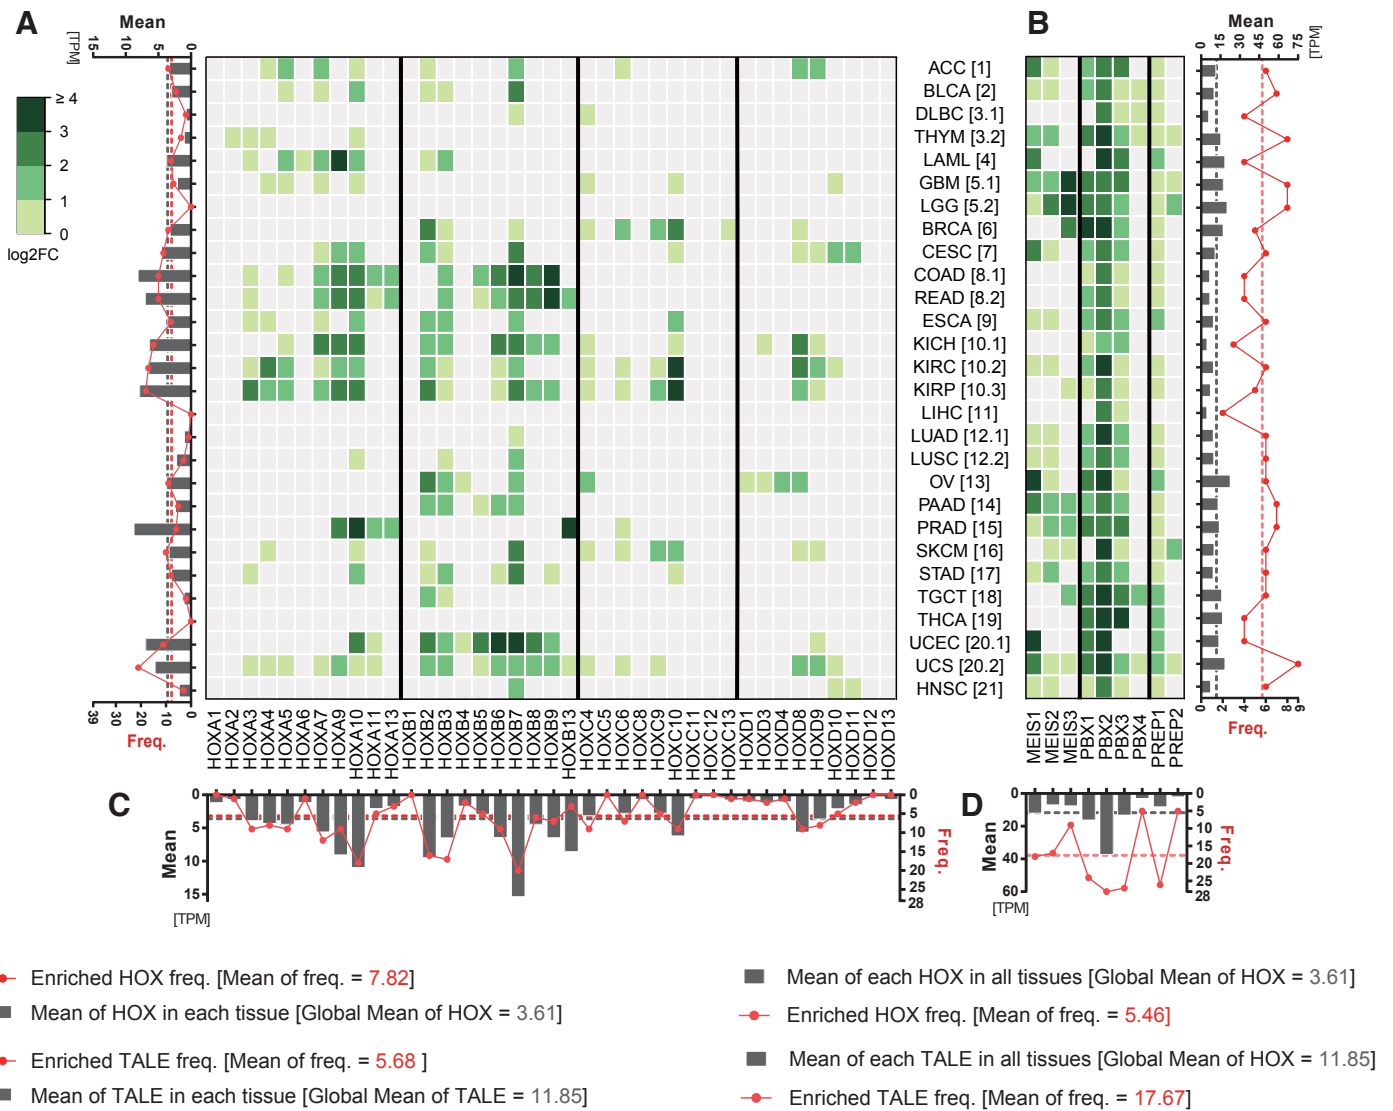 A
Mean
[TPM]
15
10
5
0
B
Mean
0
15
30
45
60
75
[TPM]
≥ 4
3
2
1
0
log2FC
ACC [1]
BLCA [2]
DLBC [3.1]
THYM [3.2]
LAML [4]
GBM [5.1]
LGG [5.2]
BRCA [6]
CESC [7]
COAD [8.1]
READ [8.2]
ESCA [9]
KICH [10.1]
KIRC [10.2]
KIRP [10.3]
LIHC [11]
LUAD [12.1]
LUSC [12.2]
OV [13]
PAAD [14]
PRAD [15]
SKCM [16]
STAD [17]
TGCT [18]
THCA [19]
UCEC [20.1]
UCS [20.2]
HNSC [21]
39
30
20
10
0
Freq.
HOXA1
HOXA2
HOXA3
HOXA4
HOXA5
HOXA6
HOXA7
HOXA9
HOXA10
HOXA11
HOXA13
HOXB1
HOXB2
HOXB3
HOXB4
HOXB5
HOXB6
HOXB7
HOXB8
HOXB9
HOXB13
HOXC4
HOXC5
HOXC6
HOXC8
HOXC9
HOXC10
HOXC11
HOXC12
HOXC13
HOXD1
HOXD3
HOXD4
HOXD8
HOXD9
HOXD10
HOXD11
HOXD12
HOXD13
MEIS1
MEIS2
MEIS3
PBX1
PBX2
PBX3
PBX4
PREP1
PREP2
0
2
4
6
8
9
Freq.
C
Mean
0
5
10
15
[TPM]
0
5
10
15
20
25
28
Freq.
D
Mean
0
20
40
60
[TPM]
0
5
10
15
20
25
28
Freq.
Enriched HOX freq. [Mean of freq. = 7.82]
Mean of HOX in each tissue [Global Mean of HOX = 3.61]
Enriched TALE freq. [Mean of freq. = 5.68 ]
Mean of TALE in each tissue [Global Mean of TALE = 11.85]
Mean of each HOX in all tissues [Global Mean of HOX = 3.61]
Enriched HOX freq. [Mean of freq. = 5.46]
Mean of each TALE in all tissues [Global Mean of HOX = 11.85]
Enriched TALE freq. [Mean of freq. = 17.67]